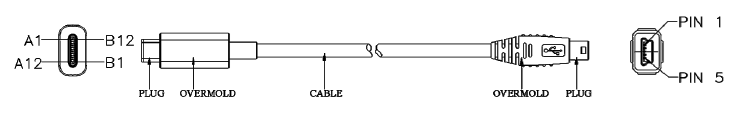 A1 B12 PIN 1
A12 B1 PIN 5
PLUG OVERMOLD CABLE OVERMOLD PLUG